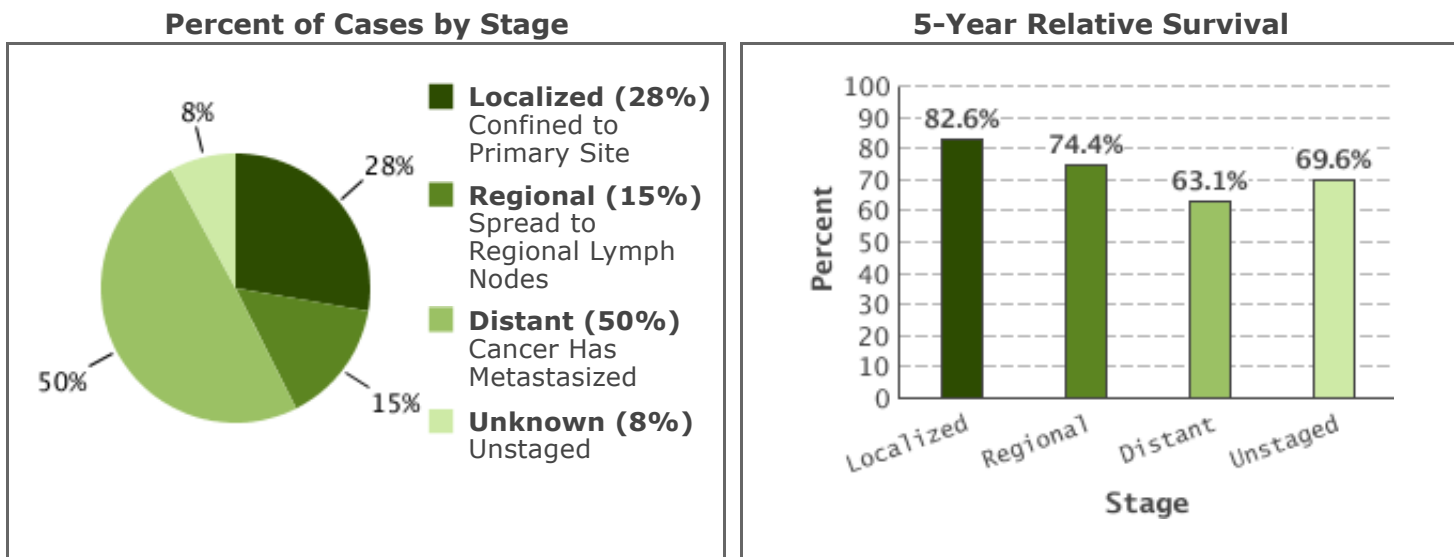 Percent of Cases by Stage
8%
28%
50%
15%
Localized (28%)
Confined to
Primary Site
Regional (15%)
Spread to
Regional Lymph
Nodes
Distant (50%)
Cancer Has
Metastasized
Unknown (8%)
Unstaged
5-Year Relative Survival
Percent
100
90
80
70
60
50
40
30
20
10
0
82.6%
74.4%
63.1%
69.6%
Localized
Regional
Distant
Unstaged
Stage